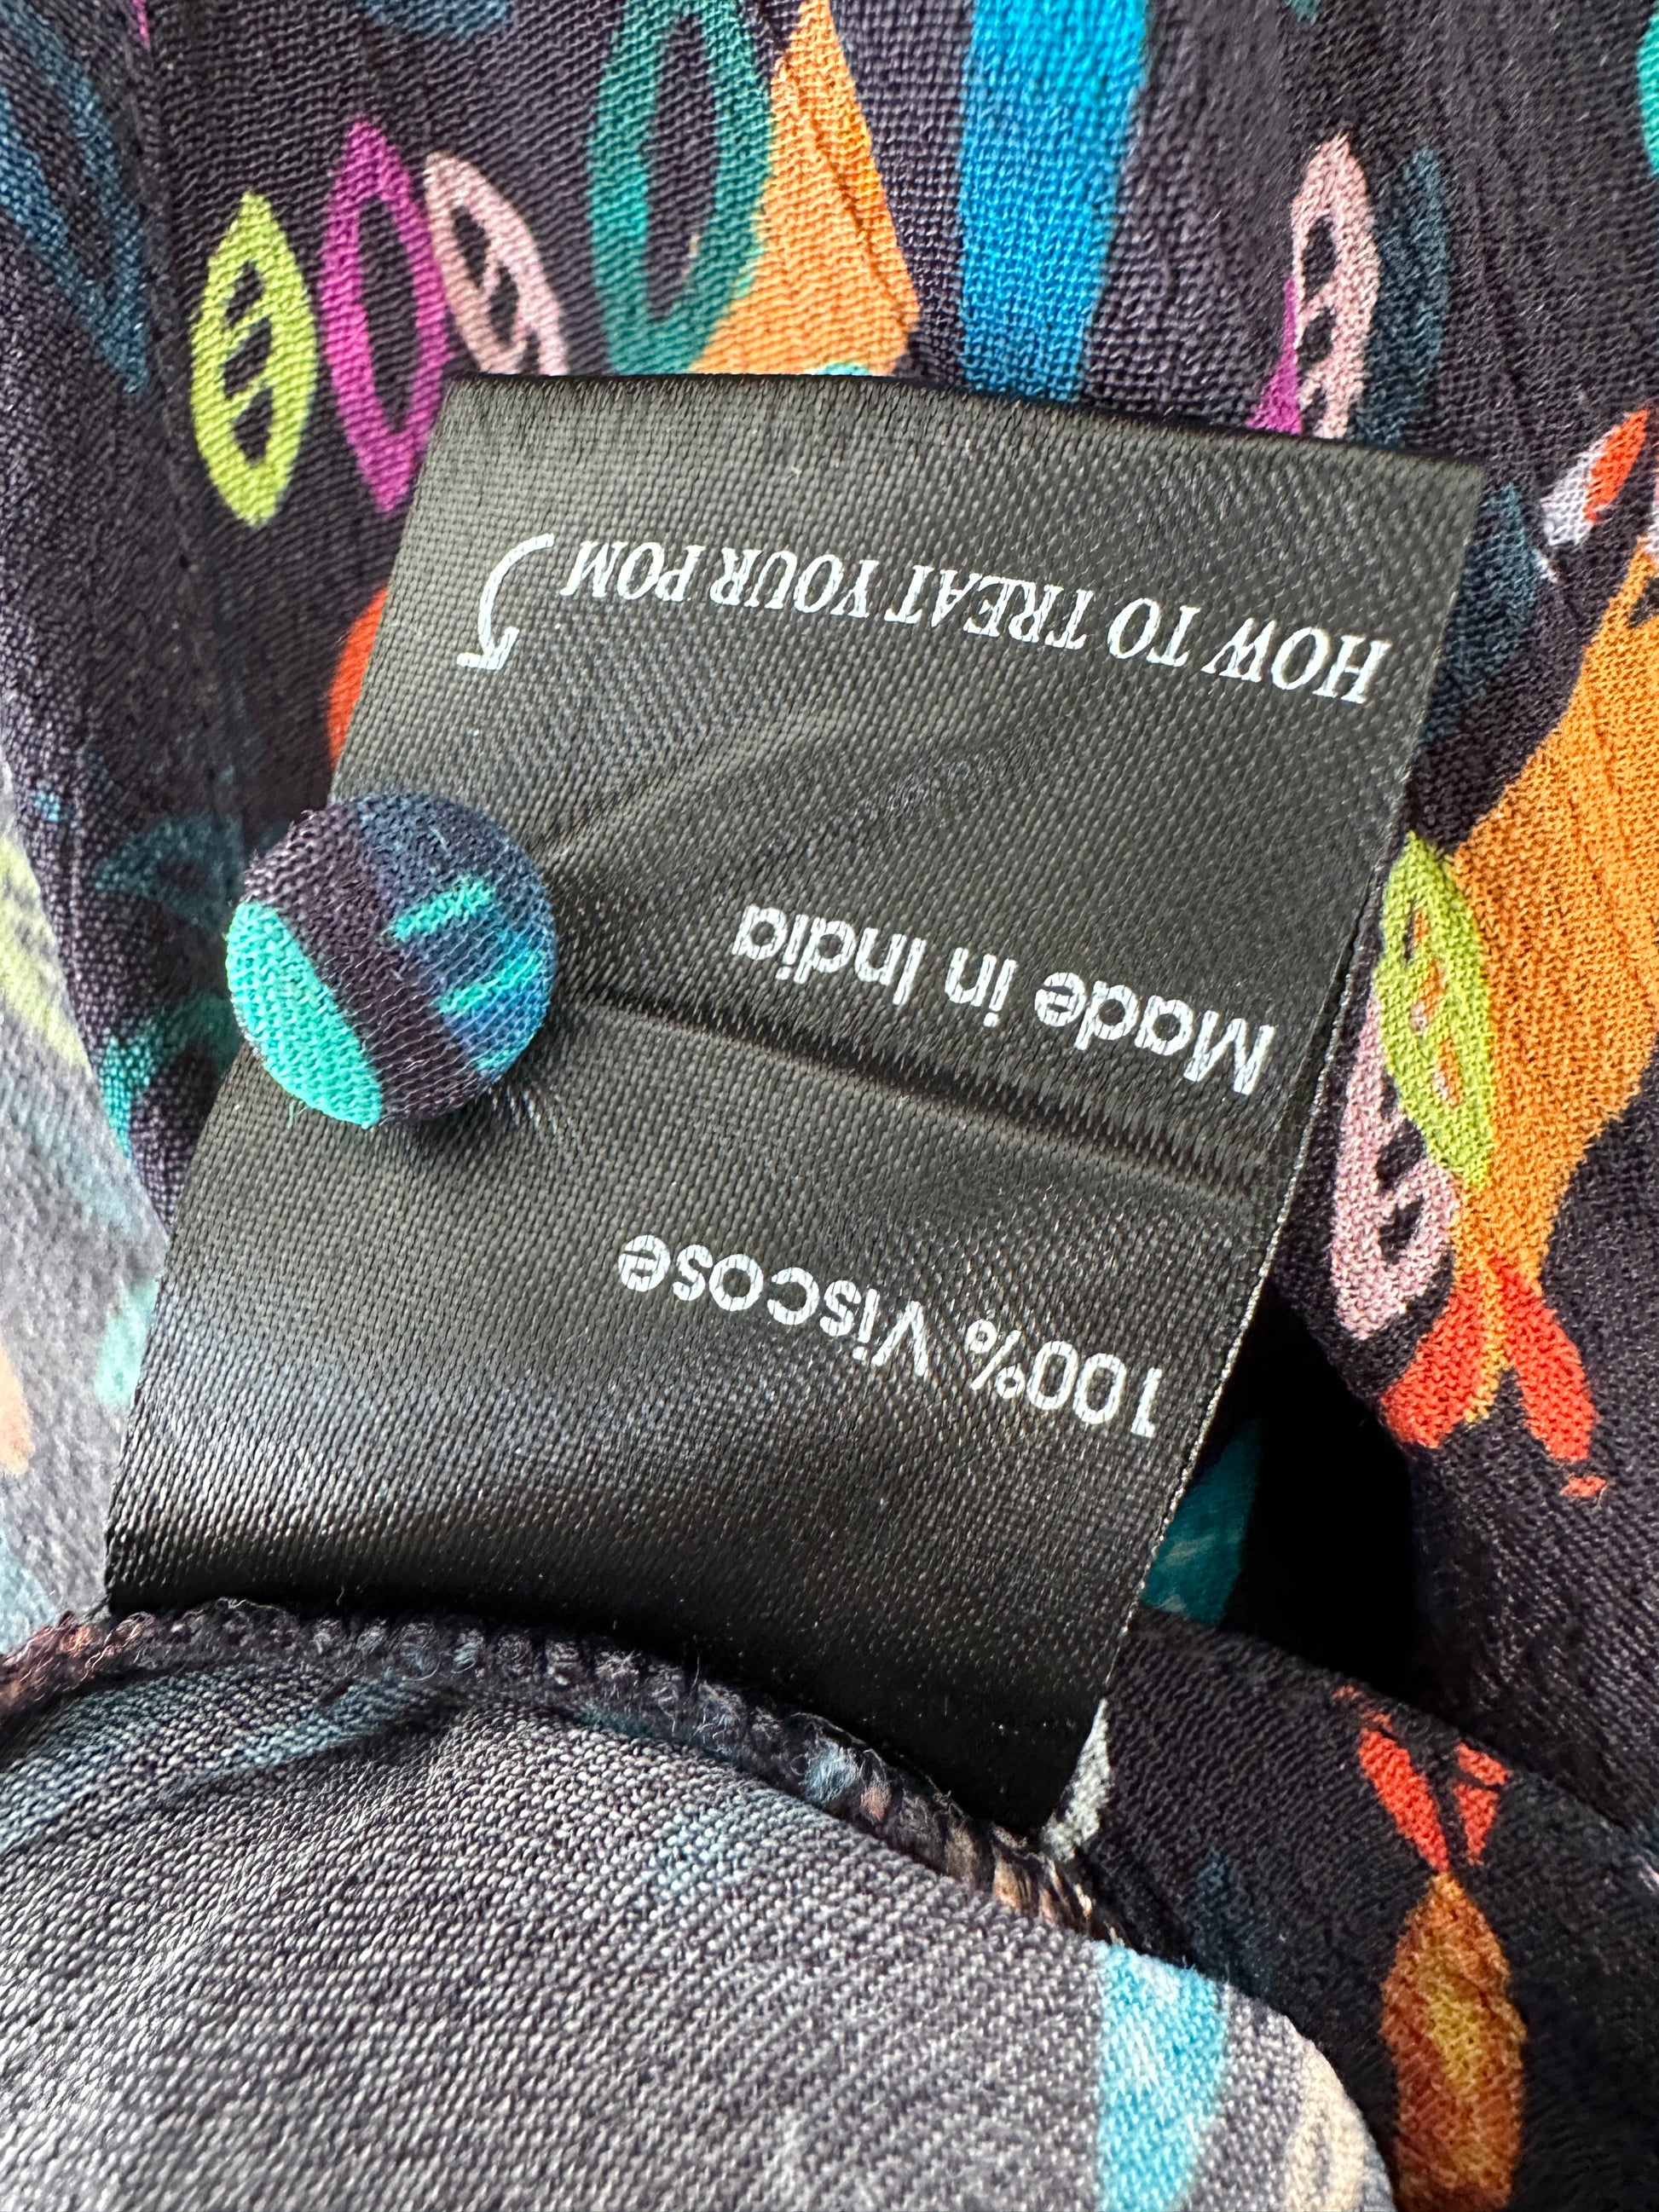 100% Viscose
Made in India
HOW TO TREAT YOUR POM